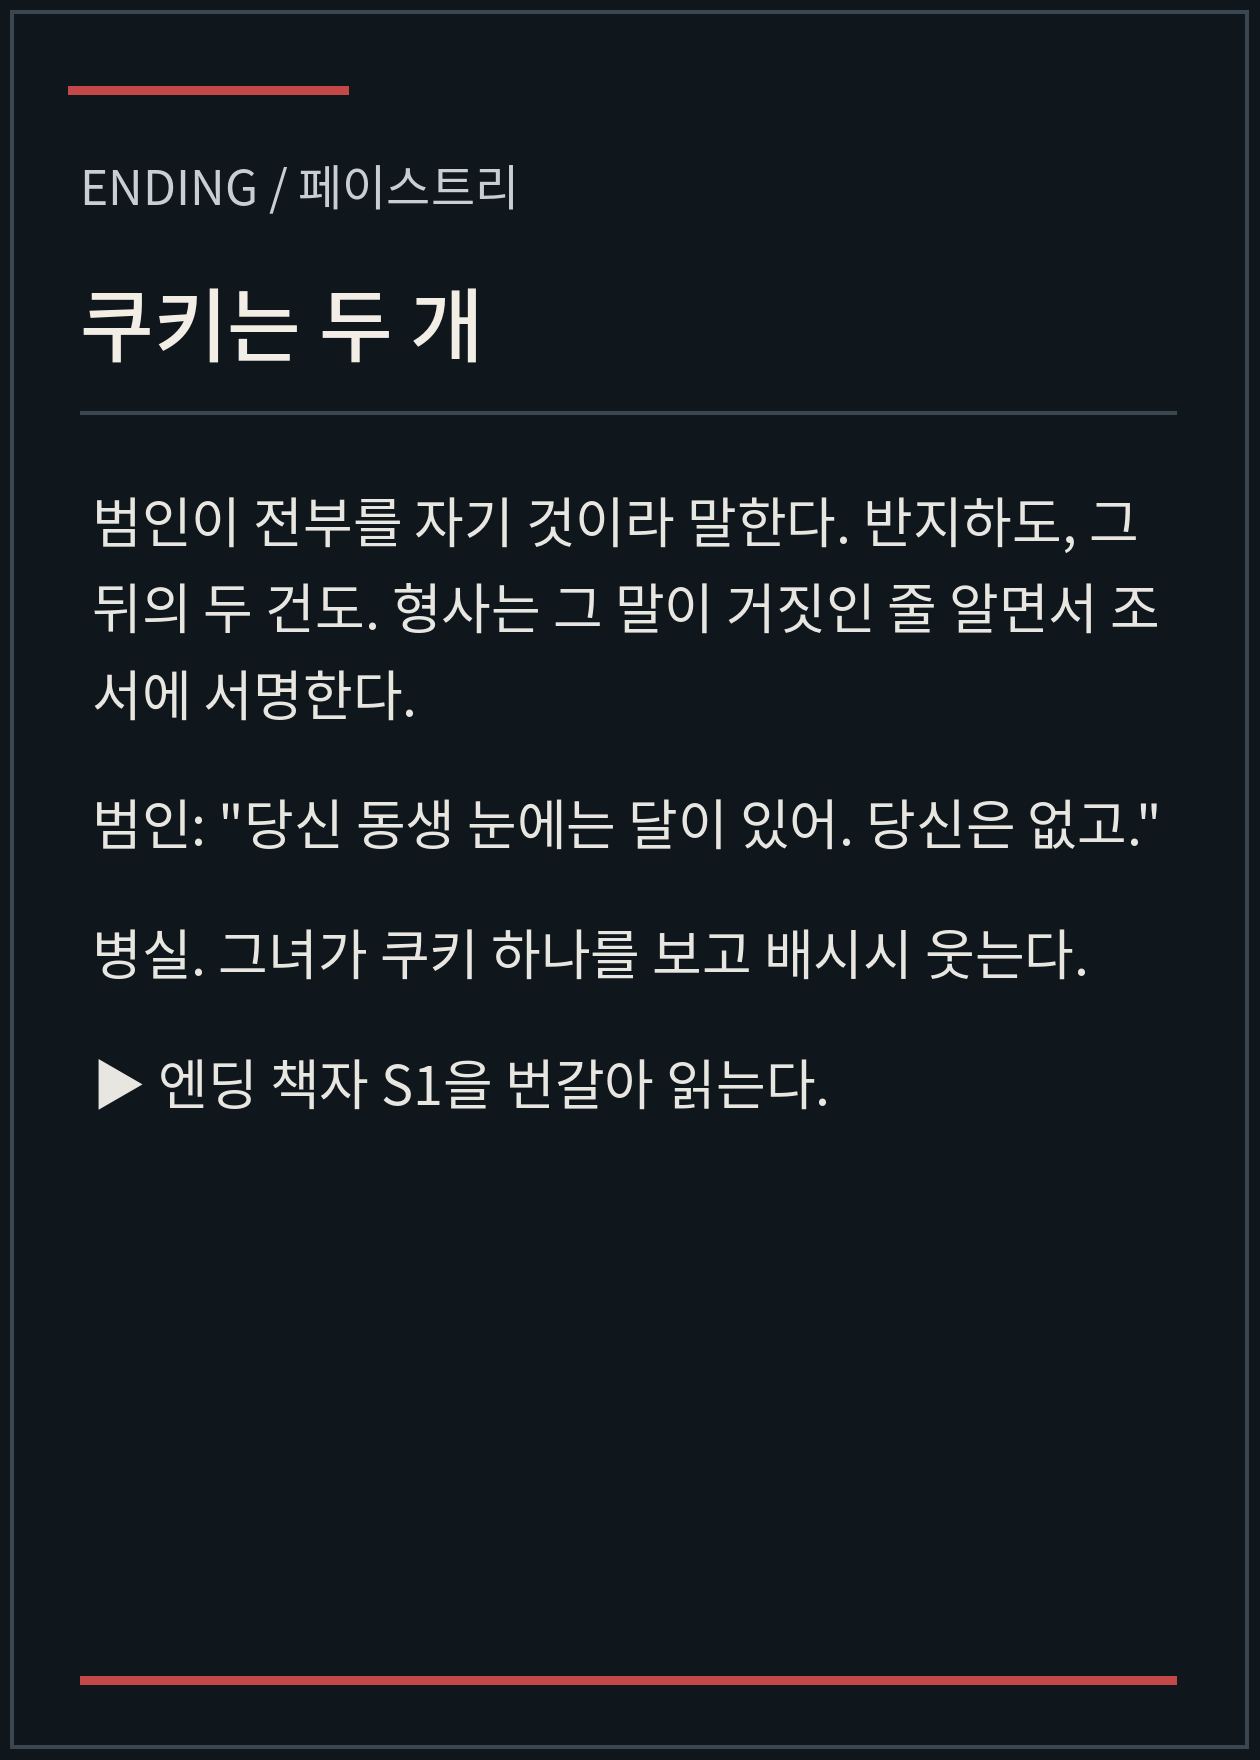 ENDING / 페이스트리
쿠키는 두 개
범인이 전부를 자기 것이라 말한다. 반지하도, 그
뒤의 두 건도. 형사는 그 말이 거짓인 줄 알면서 조
서에 서명한다.
범인: "당신 동생 눈에는 달이 있어. 당신은 없고."
병실. 그녀가 쿠키 하나를 보고 배시시 웃는다.
▶ 엔딩 책자 S1을 번갈아 읽는다.